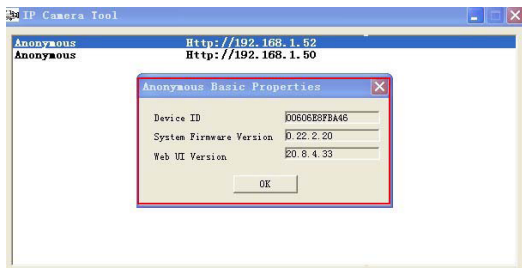 IP Camera Tool
Anonymous Http://192.168.1.52
Anonymous Http://192.168.1.50
Anonymous Basic Properties
Device ID 00606E8FBA46
System Firmware Version 0.22.2.20
Web UI Version 20.8.4.33
OK